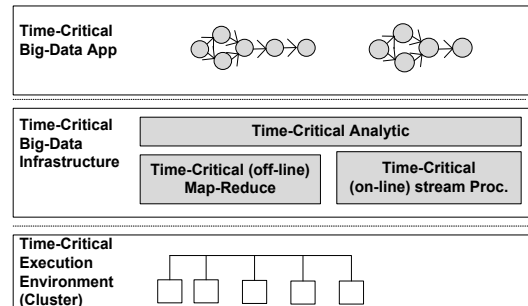 Time-Critical
Big-Data App
Time-Critical
Big-Data
Infrastructure
Time-Critical Analytic
Time-Critical (off-line)
Map-Reduce
Time-Critical
(on-line) stream Proc.
Time-Critical
Execution
Environment
(Cluster)